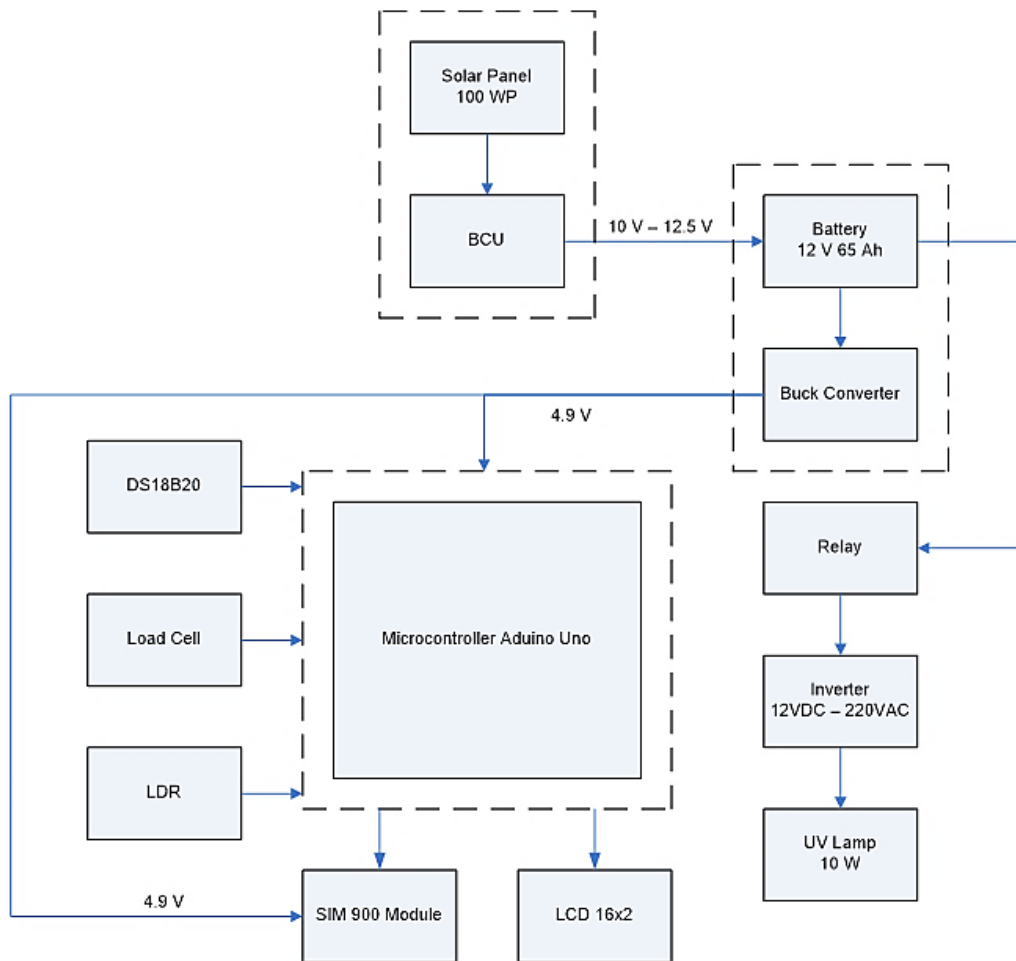 Solar Panel
100 WP
BCU
10 V – 12.5 V
Battery
12 V 65 Ah
Buck Converter
4.9 V
DS18B20
Relay
Load Cell
Microcontroller Aduino Uno
Inverter
12VDC – 220VAC
LDR
UV Lamp
10 W
4.9 V
SIM 900 Module
LCD 16x2